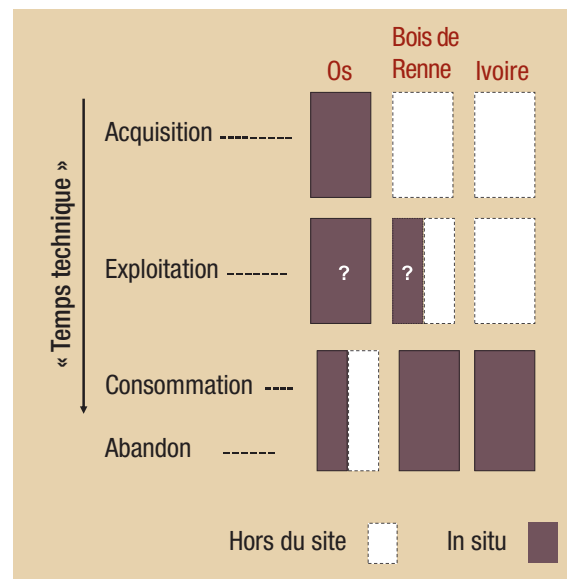 Os
Bois de
Renne
Ivoire
« Temps technique »
Acquisition
Exploitation
?
?
Consommation
Abandon
Hors du site
In situ